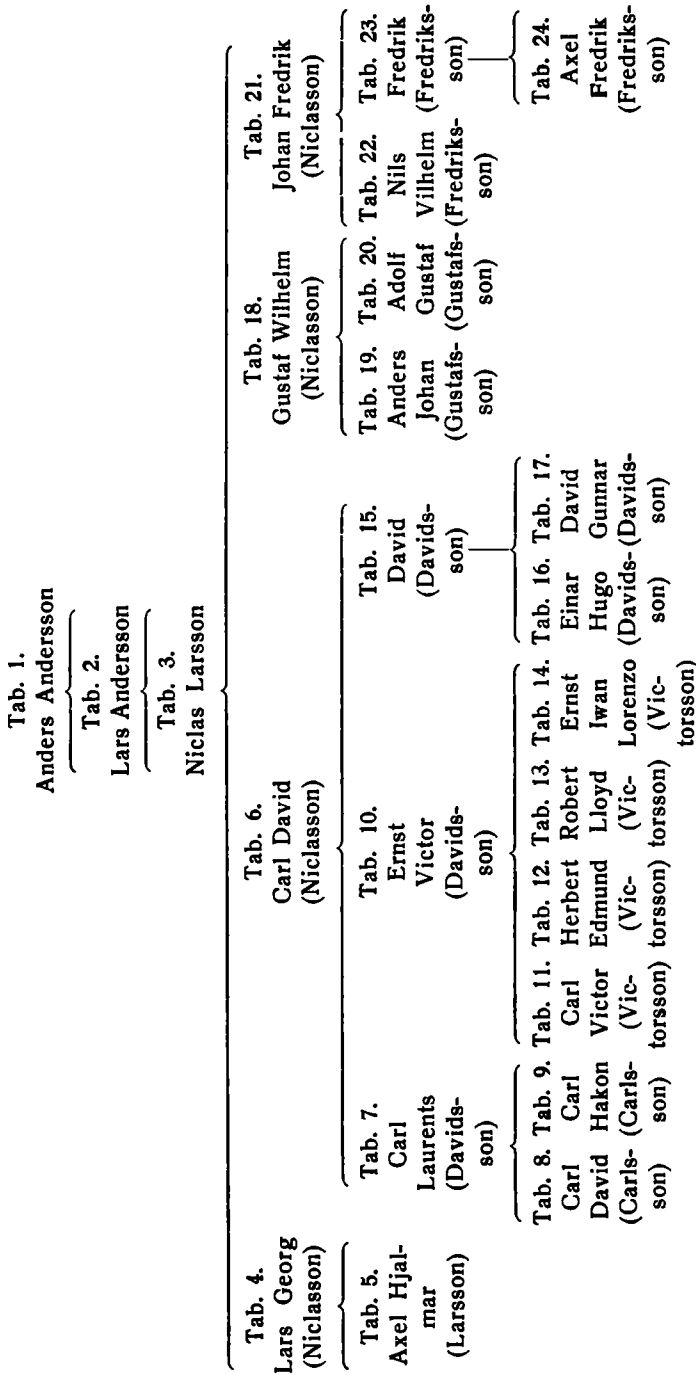 Tab. 1.
Anders Andersson
Tab. 2.
Lars Andersson
Tab. 3.
Niclas Larsson
Tab. 4.
Lars Georg
(Niclasson)
Tab. 6.
Carl David
(Niclasson)
Tab. 18.
Gustaf Wilhelm
(Niclasson)
Tab. 21.
Johan Fredrik
(Niclasson)
Tab. 5.
Axel Hjal-
mar
(Larsson)
Tab. 7.
Carl
Laurents
(Davids-
son)
Tab. 10.
Ernst
Victor
(Davids-
son)
Tab. 15.
David
(Davids-
son)
Tab. 19.
Anders
Johan
(Gustafs-
son)
Tab. 20.
Adolf
Gustaf
(Gustafs-
son)
Tab. 22.
Nils
Vilhelm
(Fredriks-
son)
Tab. 23.
Fredrik
(Fredriks-
son)
Tab. 8.
Carl
David
(Carls-
son)
Tab. 9.
Carl
Hakon
(Carls-
son)
Tab. 11.
Carl
Victor
(Vic-
torsson)
Tab. 12.
Herbert
Edmund
(Vic-
torsson)
Tab. 13.
Robert
Lloyd
(Vic-
torsson)
Tab. 14.
Ernst
Iwan
Lorenzo
(Vic-
torsson)
Tab. 16.
Einar
Hugo
(Davids-
son)
Tab. 17.
David
Gunnar
(Davids-
son)
Tab. 24.
Axel
Fredrik
(Fredriks-
son)